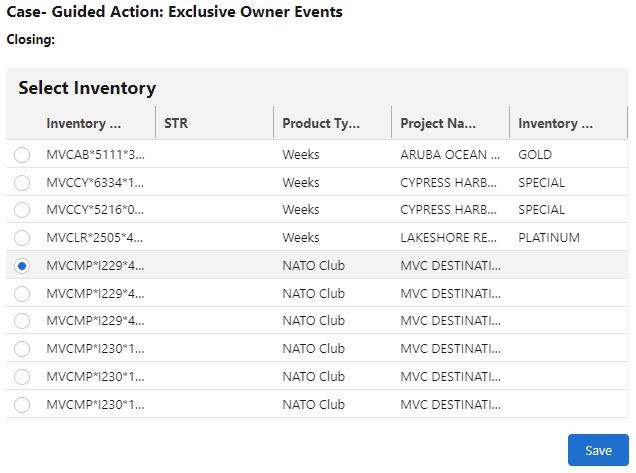 Case- Guided Action: Exclusive Owner Events
Closing:
Select Inventory
Inventory ... STR Product Ty... Project Na... Inventory ...
MVCAB*5111*3... Weeks ARUBA OCEAN ... GOLD
MVCCY*6334*1... Weeks CYPRESS HARB... SPECIAL
MVCCY*5216*0... Weeks CYPRESS HARB... SPECIAL
MVCLR*2505*4... Weeks LAKESHORE RE... PLATINUM
MVCMP*I229*4... NATO Club MVC DESTINATI...
MVCMP*I229*4... NATO Club MVC DESTINATI...
MVCMP*I229*4... NATO Club MVC DESTINATI...
MVCMP*I230*1... NATO Club MVC DESTINATI...
MVCMP*I230*1... NATO Club MVC DESTINATI...
MVCMP*I230*1... NATO Club MVC DESTINATI...
Save